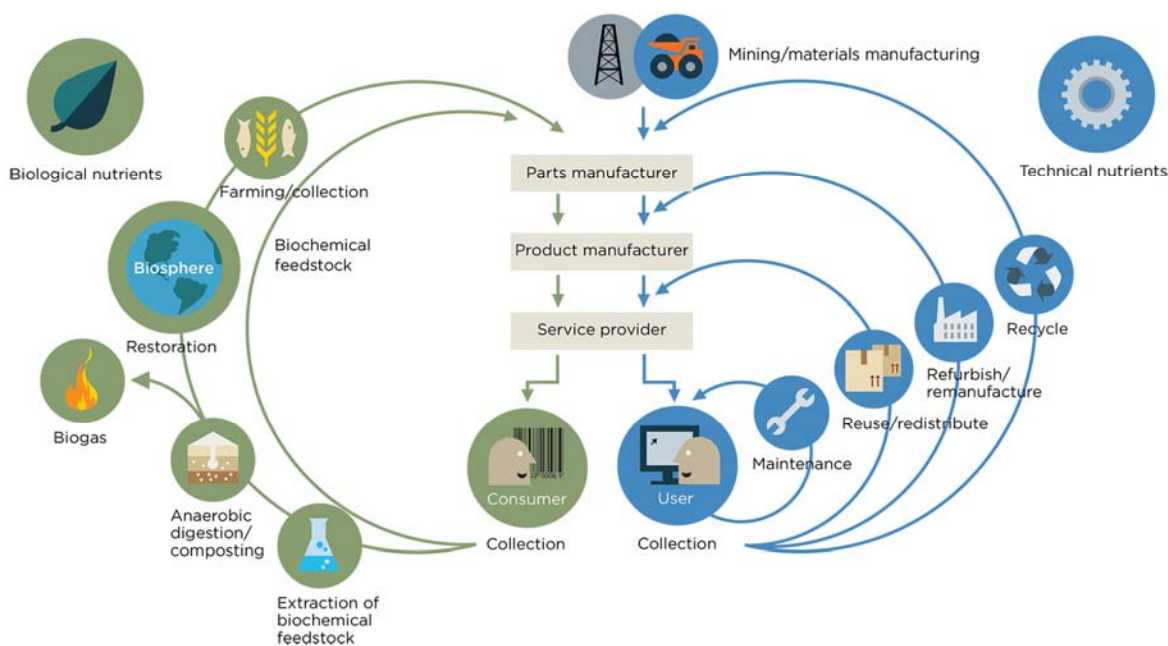 Mining/materials manufacturing
Biological nutrients
Technical nutrients
Farming/collection
Parts manufacturer
Biochemical
feedstock
Product manufacturer
Biosphere
Restoration
Service provider
Recycle
Refurbish/
remanufacture
Biogas
Reuse/redistribute
Maintenance
Consumer
User
Anaerobic
digestion/
composting
Collection
Collection
Extraction of
biochemical
feedstock